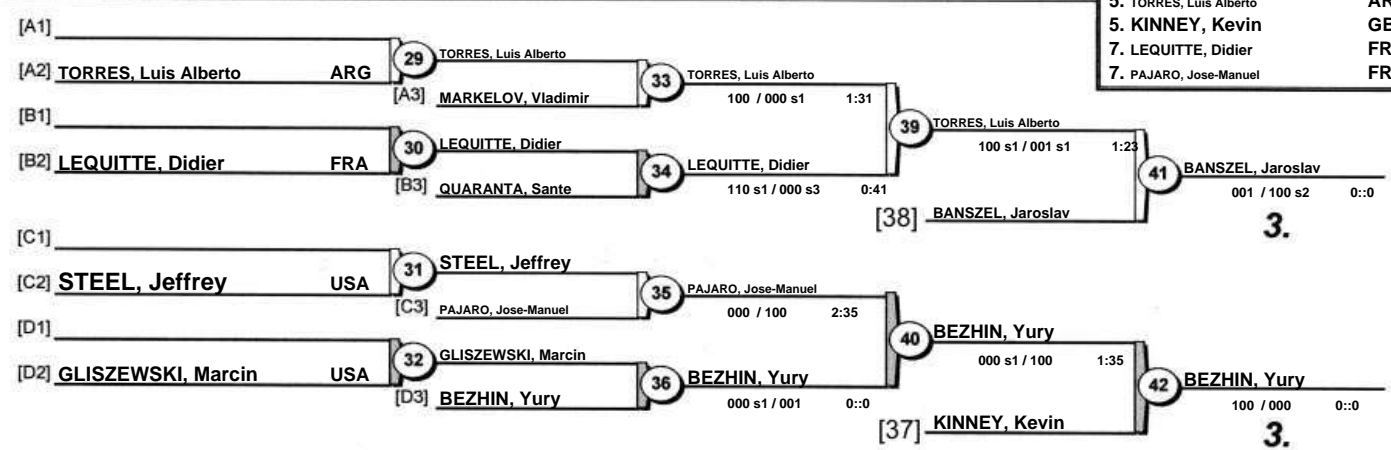 5. TORRES, Luis Alberto AR
5. KINNEY, Kevin GE
7. LEQUITTE, Didier FR
7. PAJARO, Jose-Manuel FR
[A1]
[A2] TORRES, Luis Alberto ARG
29
TORRES, Luis Alberto
[A3] MARKELOV, Vladimir
33
TORRES, Luis Alberto
100 / 000 s1 1:31
[B1]
[B2] LEQUITTE, Didier FRA
30
LEQUITTE, Didier
[B3] QUARANTA, Sante
34
LEQUITTE, Didier
110 s1 / 000 s3 0:41
39
TORRES, Luis Alberto
100 s1 / 001 s1 1:23
[38] BANSZEL, Jaroslav
41
BANSZEL, Jaroslav
001 / 100 s2 0::0
3.
[C1]
[C2] STEEL, Jeffrey USA
31
STEEL, Jeffrey
[C3] PAJARO, Jose-Manuel
35
PAJARO, Jose-Manuel
000 / 100 2:35
[D1]
[D2] GLISZEWSKI, Marcin USA
32
GLISZEWSKI, Marcin
[D3] BEZHIN, Yury
36
BEZHIN, Yury
000 s1 / 001 0::0
40
BEZHIN, Yury
000 s1 / 100 1:35
[37] KINNEY, Kevin
42
BEZHIN, Yury
100 / 000 0::0
3.